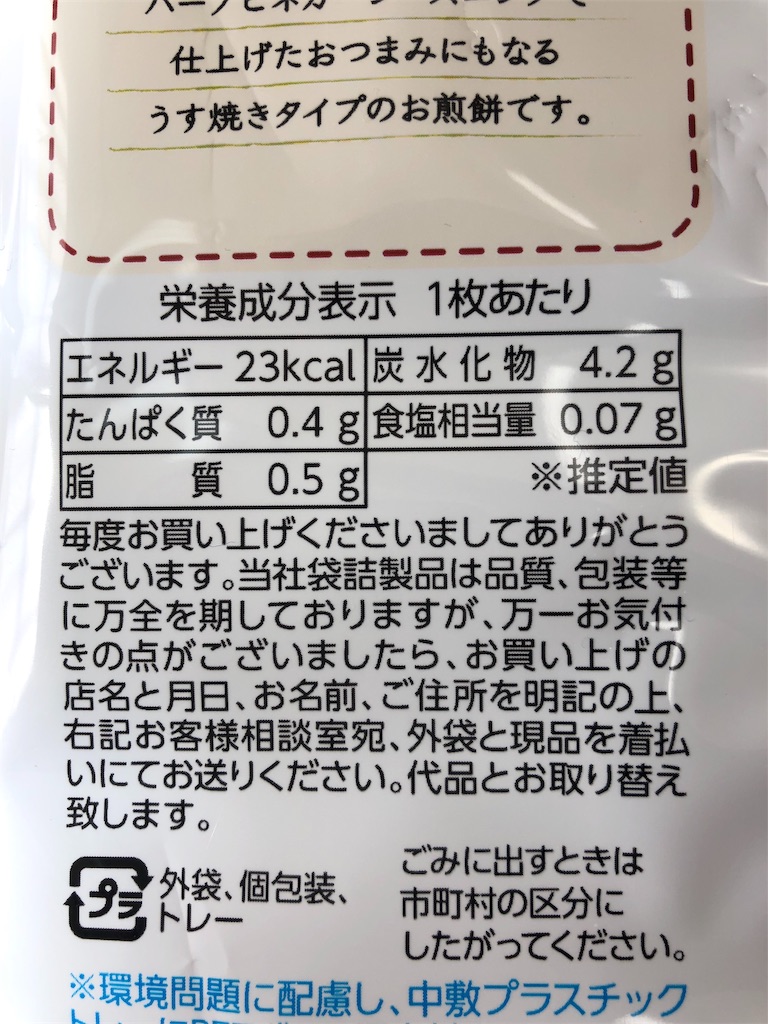 仕上げたおつまみにもなる
うす焼きタイプのお煎餅です。
栄養成分表示 1枚あたり
エネルギー 23kcal 炭水化物 4.2g
たんぱく質 0.4g 食塩相当量 0.07g
脂質 0.5g ※推定値
毎度お買い上げくださいましてありがとう
ございます。当社袋詰製品は品質、包装等
に万全を期しておりますが、万一お気付
きの点がございましたら、お買い上げの
店名と月日、お名前、ご住所を明記の上、
右記お客様相談室宛、外袋と現品を着払
いにてお送りください。代品とお取り替え
致します。
プラ
外袋、個包装、
トレー
ごみに出すときは
市町村の区分に
したがってください。
※環境問題に配慮し、中敷プラスチック